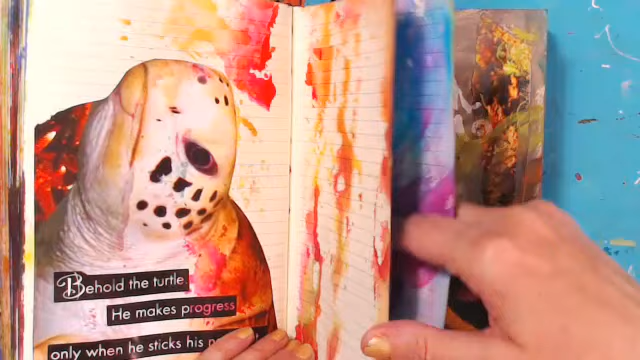 Behold the turtle.
He makes progress
only when he sticks his